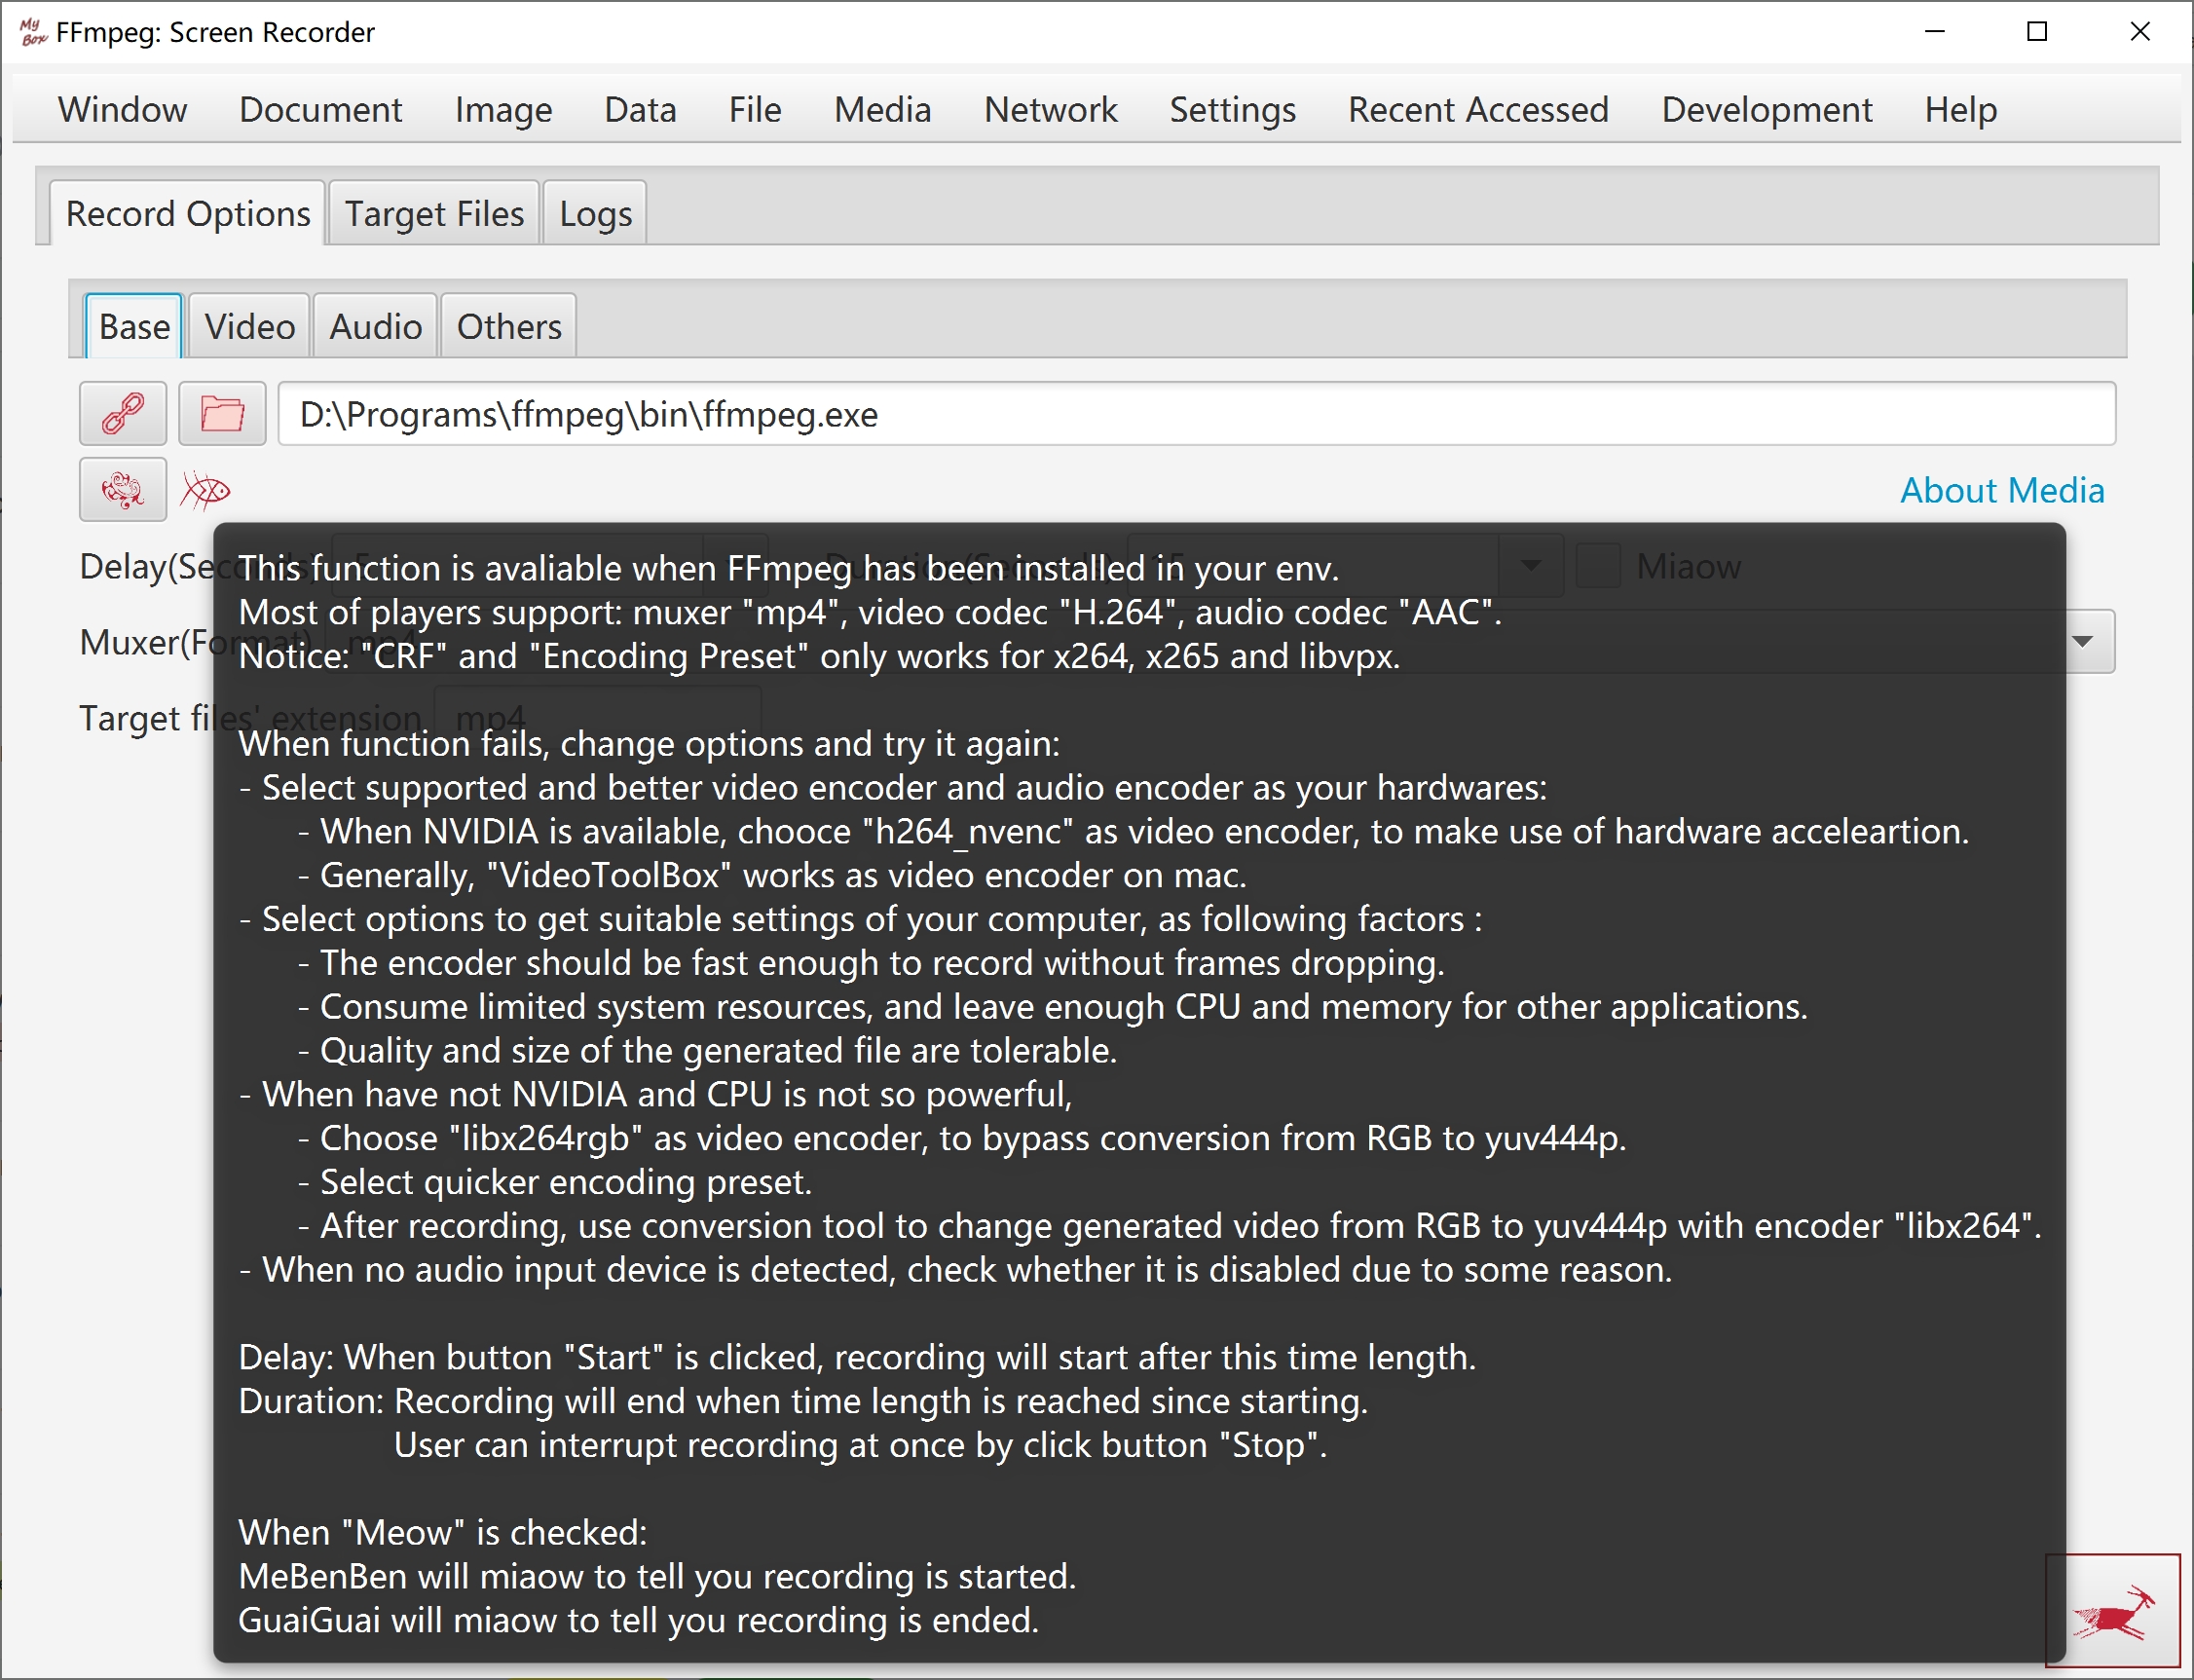 My Box FFmpeg: Screen Recorder
Window Document Image Data File Media Network Settings Recent Accessed Development Help
Record Options Target Files Logs
Base Video Audio Others
D:\Programs\ffmpeg\bin\ffmpeg.exe
About Media
Delay(Seconds) 5 Duration(Seconds) 15 Miaow
Muxer(Format) mp4
Target files' extension mp4
This function is avaliable when FFmpeg has been installed in your env.
Most of players support: muxer "mp4", video codec "H.264", audio codec "AAC".
Notice: "CRF" and "Encoding Preset" only works for x264, x265 and libvpx.
When function fails, change options and try it again:
- Select supported and better video encoder and audio encoder as your hardwares:
- When NVIDIA is available, chooce "h264_nvenc" as video encoder, to make use of hardware acceleartion.
- Generally, "VideoToolBox" works as video encoder on mac.
- Select options to get suitable settings of your computer, as following factors :
- The encoder should be fast enough to record without frames dropping.
- Consume limited system resources, and leave enough CPU and memory for other applications.
- Quality and size of the generated file are tolerable.
- When have not NVIDIA and CPU is not so powerful,
- Choose "libx264rgb" as video encoder, to bypass conversion from RGB to yuv444p.
- Select quicker encoding preset.
- After recording, use conversion tool to change generated video from RGB to yuv444p with encoder "libx264".
- When no audio input device is detected, check whether it is disabled due to some reason.
Delay: When button "Start" is clicked, recording will start after this time length.
Duration: Recording will end when time length is reached since starting.
User can interrupt recording at once by click button "Stop".
When "Meow" is checked:
MeBenBen will miaow to tell you recording is started.
GuaiGuai will miaow to tell you recording is ended.